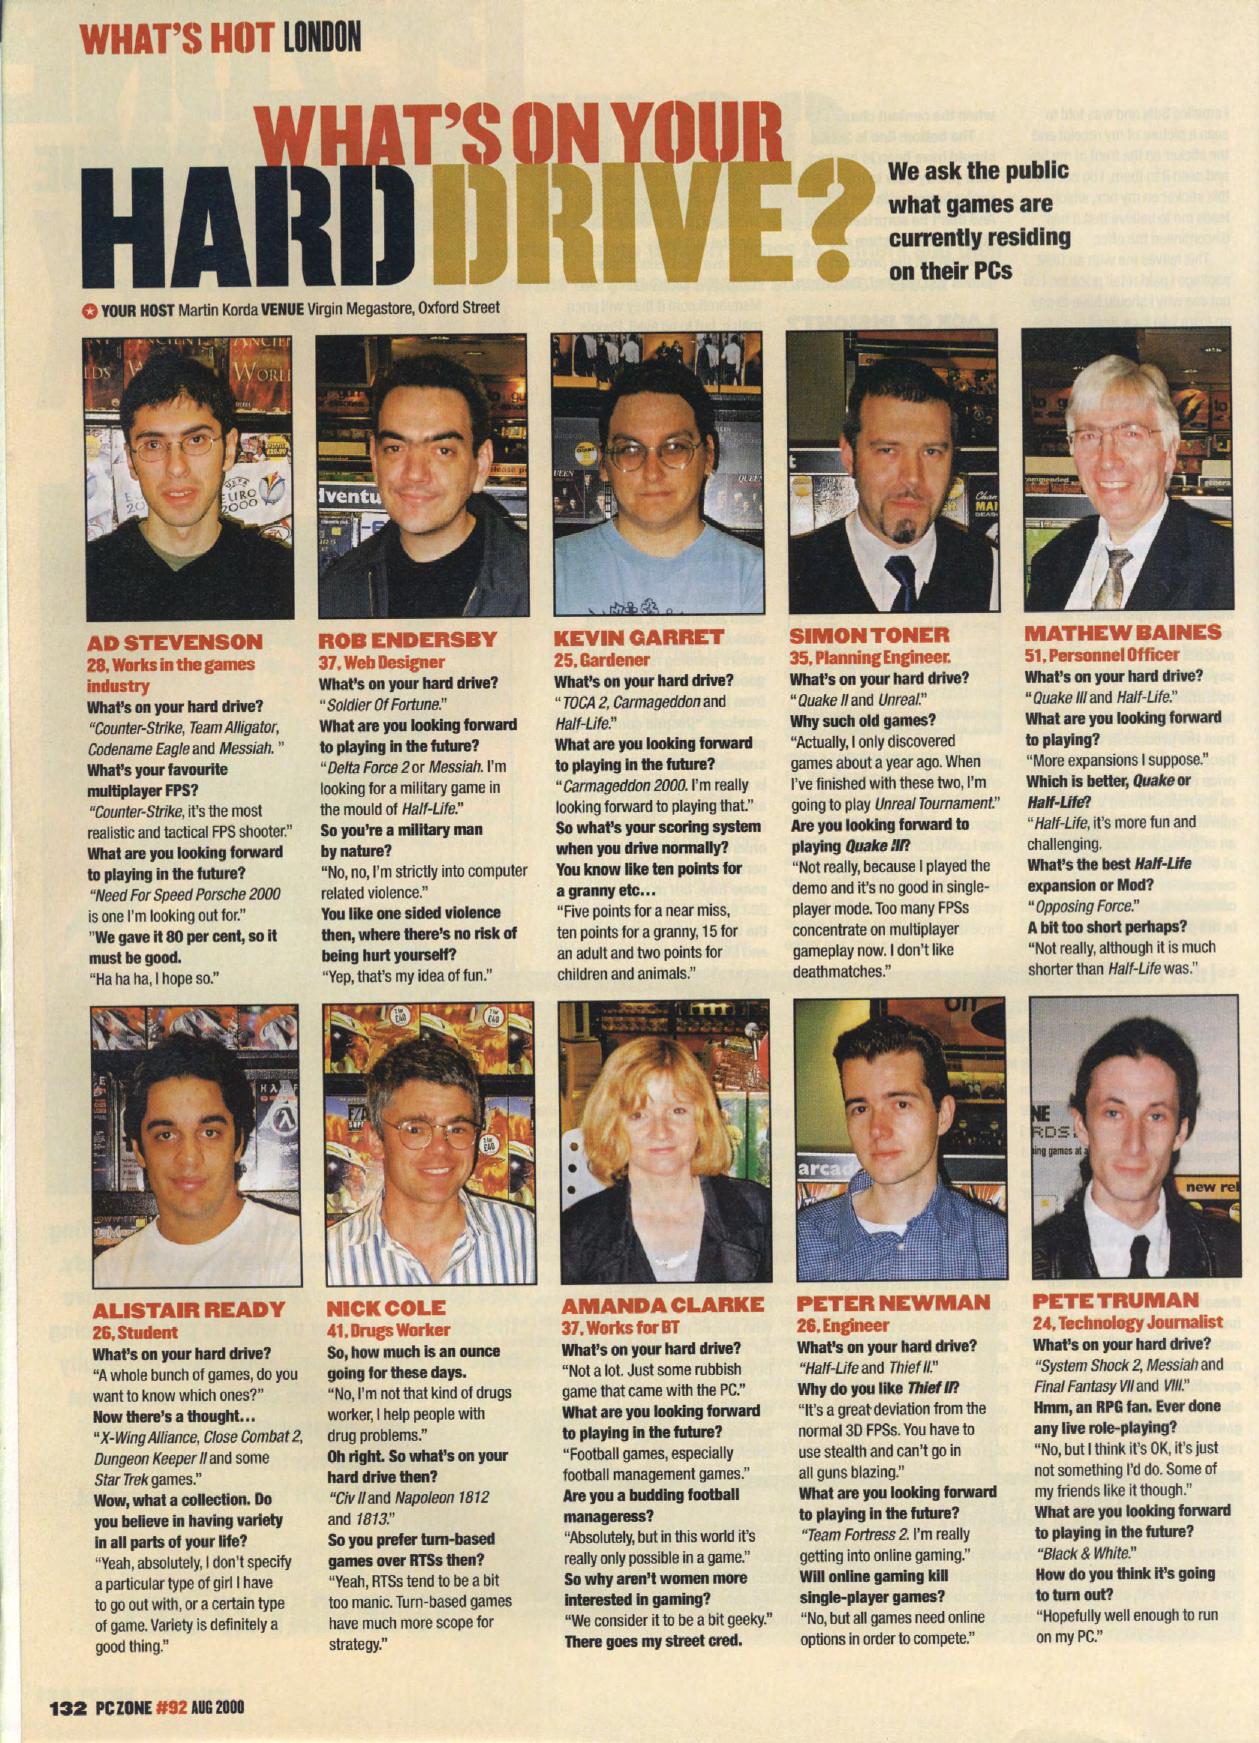 WHAT'S HOT LONDON
WHAT'S ON YOUR
HARD DRIVE?
We ask the public
what games are
currently residing
on their PCs
YOUR HOST Martin Korda VENUE Virgin Megastore, Oxford Street
AD STEVENSON
28, Works in the games
industry
What's on your hard drive?
"Counter-Strike, Team Alligator,
Codename Eagle and Messiah. "
What's your favourite
multiplayer FPS?
"Counter-Strike, it's the most
realistic and tactical FPS shooter."
What are you looking forward
to playing in the future?
"Need For Speed Porsche 2000
is one I'm looking out for."
"We gave it 80 per cent, so it
must be good.
"Ha ha ha, I hope so."
ROB ENDERSBY
37, Web Designer
What's on your hard drive?
"Soldier Of Fortune."
What are you looking forward
to playing in the future?
"Delta Force 2 or Messiah. I'm
looking for a military game in
the mould of Half-Life."
So you're a military man
by nature?
"No, no, I'm strictly into computer
related violence."
You like one sided violence
then, where there's no risk of
being hurt yourself?
"Yep, that's my idea of fun."
KEVIN GARRET
25, Gardener
What's on your hard drive?
"TOCA 2, Carmageddon and
Half-Life."
What are you looking forward
to playing in the future?
"Carmageddon 2000. I'm really
looking forward to playing that."
So what's your scoring system
when you drive normally?
You know like ten points for
a granny etc...
"Five points for a near miss,
ten points for a granny, 15 for
an adult and two points for
children and animals."
SIMON TONER
35, Planning Engineer.
What's on your hard drive?
"Quake II and Unreal."
Why such old games?
"Actually, I only discovered
games about a year ago. When
I've finished with these two, I'm
going to play Unreal Tournament."
Are you looking forward to
playing Quake III?
"Not really, because I played the
demo and it's no good in single-
player mode. Too many FPSs
concentrate on multiplayer
gameplay now. I don't like
deathmatches."
MATHEW BAINES
51, Personnel Officer
What's on your hard drive?
"Quake III and Half-Life."
What are you looking forward
to playing?
"More expansions I suppose."
Which is better, Quake or
Half-Life?
"Half-Life, it's more fun and
challenging.
What's the best Half-Life
expansion or Mod?
"Opposing Force."
A bit too short perhaps?
"Not really, although it is much
shorter than Half-Life was."
ALISTAIR READY
26, Student
What's on your hard drive?
"A whole bunch of games, do you
want to know which ones?"
Now there's a thought...
"X-Wing Alliance, Close Combat 2,
Dungeon Keeper II and some
Star Trek games."
Wow, what a collection. Do
you believe in having variety
in all parts of your life?
"Yeah, absolutely, I don't specify
a particular type of girl I have
to go out with, or a certain type
of game. Variety is definitely a
good thing."
NICK COLE
41, Drugs Worker
So, how much is an ounce
going for these days.
"No, I'm not that kind of drugs
worker, I help people with
drug problems."
Oh right. So what's on your
hard drive then?
"Civ II and Napoleon 1812
and 1813."
So you prefer turn-based
games over RTSs then?
"Yeah, RTSs tend to be a bit
too manic. Turn-based games
have much more scope for
strategy."
AMANDA CLARKE
37, Works for BT
What's on your hard drive?
"Not a lot. Just some rubbish
game that came with the PC."
What are you looking forward
to playing in the future?
"Football games, especially
football management games."
Are you a budding football
manageress?
"Absolutely, but in this world it's
really only possible in a game."
So why aren't women more
interested in gaming?
"We consider it to be a bit geeky."
There goes my street cred.
PETER NEWMAN
26, Engineer
What's on your hard drive?
"Half-Life and Thief II."
Why do you like Thief II?
"It's a great deviation from the
normal 3D FPSs. You have to
use stealth and can't go in
all guns blazing."
What are you looking forward
to playing in the future?
"Team Fortress 2. I'm really
getting into online gaming."
Will online gaming kill
single-player games?
"No, but all games need online
options in order to compete."
PETE TRUMAN
24, Technology Journalist
What's on your hard drive?
"System Shock 2, Messiah and
Final Fantasy VII and VIII."
Hmm, an RPG fan. Ever done
any live role-playing?
"No, but I think it's OK, it's just
not something I'd do. Some of
my friends like it though."
What are you looking forward
to playing in the future?
"Black & White."
How do you think it's going
to turn out?
"Hopefully well enough to run
on my PC."
132 PCZONE #92 AUG 2000